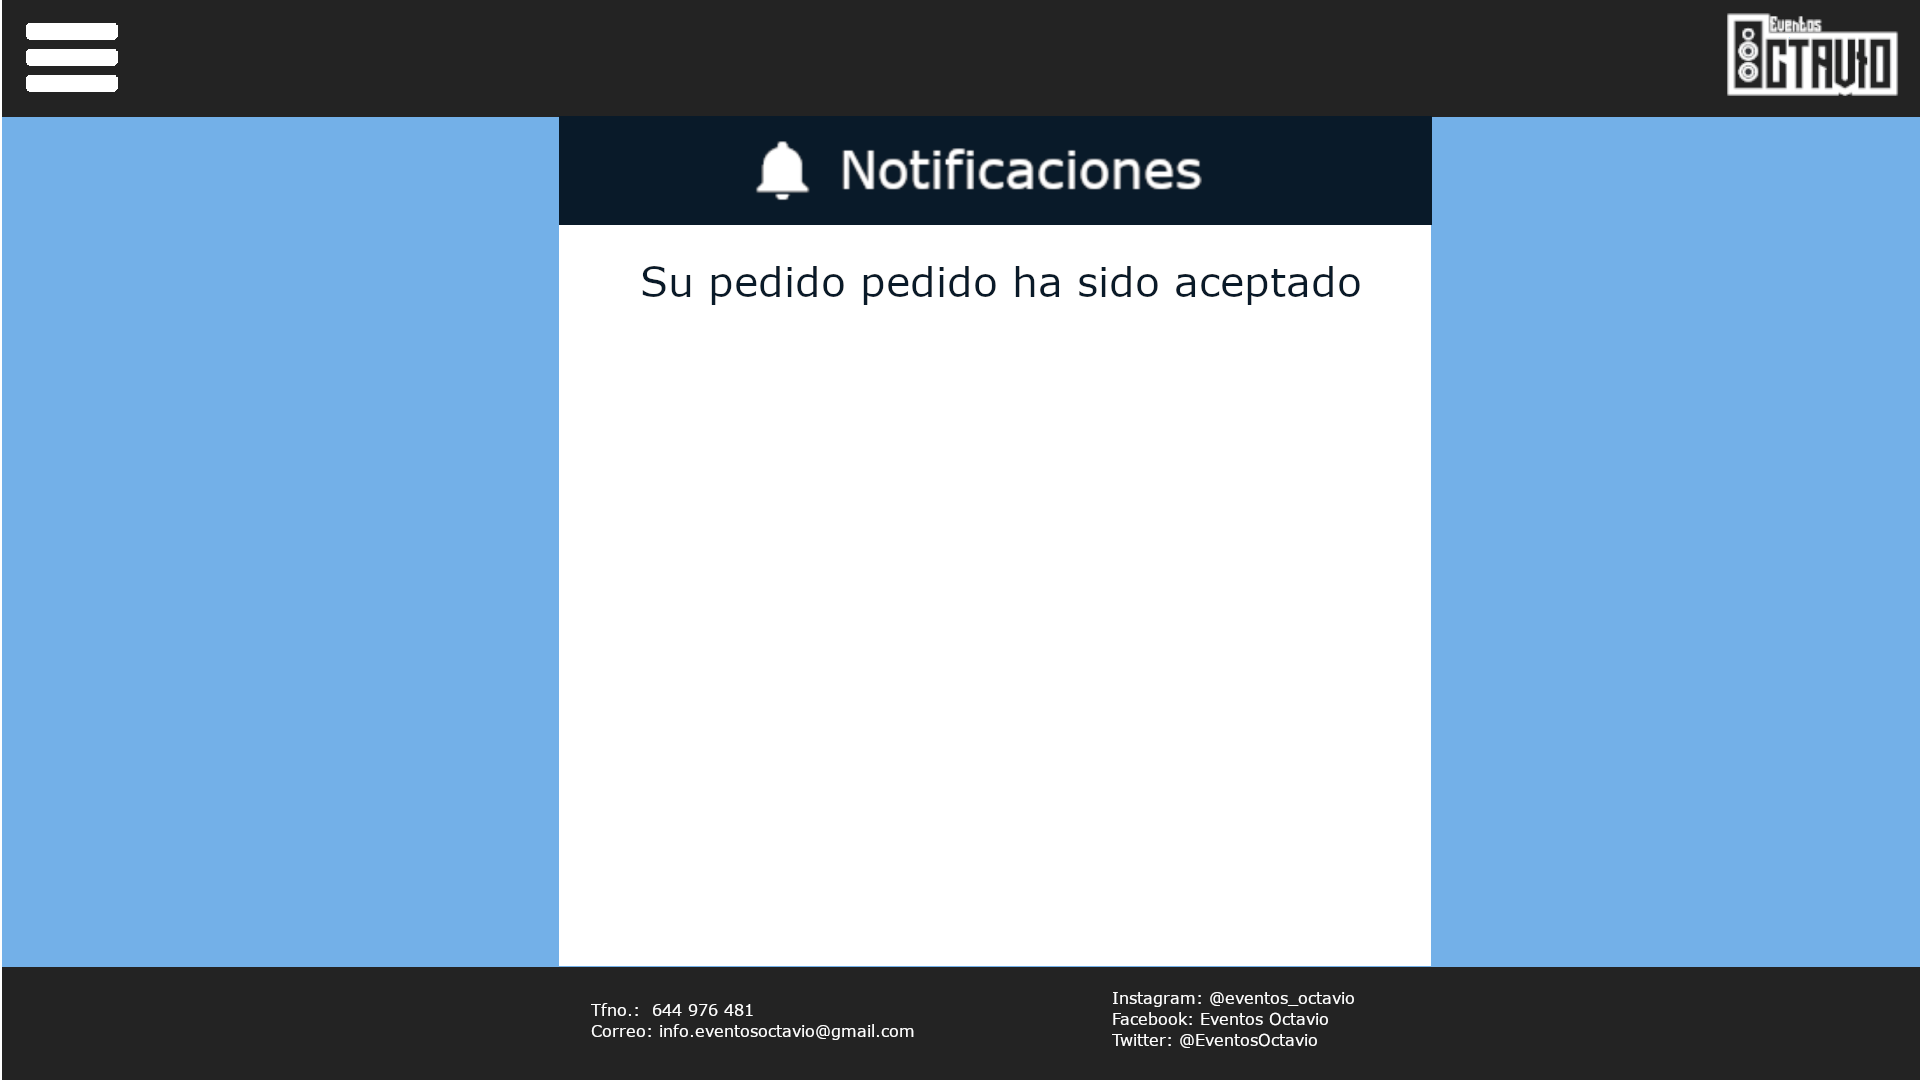 Eventos
OCTAVIO
Notificaciones
Su pedido pedido ha sido aceptado
Tfno.:  644 976 481
Correo: info.eventosoctavio@gmail.com
Instagram: @eventos_octavio
Facebook: Eventos Octavio
Twitter: @EventosOctavio